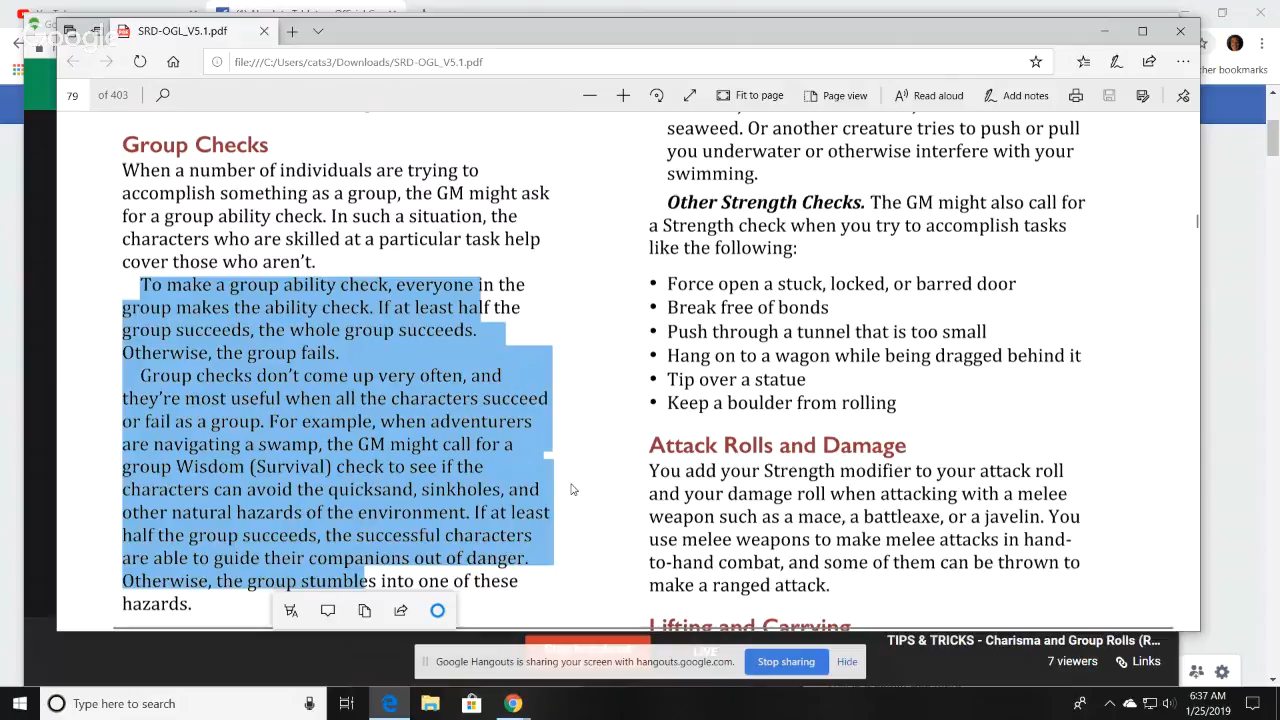 SRD-OGL_V5.1.pdf
Google
file:///C:/Users/cats3/Downloads/SRD-OGL_V5.1.pdf
her bookmarks
79 of 403
Fit to page
Page view
Read aloud
Add notes
Group Checks
When a number of individuals are trying to
accomplish something as a group, the GM might ask
for a group ability check. In such a situation, the
characters who are skilled at a particular task help
cover those who aren't.
To make a group ability check, everyone in the
group makes the ability check. If at least half the
group succeeds, the whole group succeeds.
Otherwise, the group fails.
Group checks don't come up very often, and
they're most useful when all the characters succeed
or fail as a group. For example, when adventurers
are navigating a swamp, the GM might call for a
group Wisdom (Survival) check to see if the
characters can avoid the quicksand, sinkholes, and
other natural hazards of the environment. If at least
half the group succeeds, the successful characters
are able to guide their companions out of danger.
Otherwise, the group stumbles into one of these
hazards.
seaweed. Or another creature tries to push or pull
you underwater or otherwise interfere with your
swimming.
Other Strength Checks. The GM might also call for
a Strength check when you try to accomplish tasks
like the following:
• Force open a stuck, locked, or barred door
• Break free of bonds
• Push through a tunnel that is too small
• Hang on to a wagon while being dragged behind it
• Tip over a statue
• Keep a boulder from rolling
Attack Rolls and Damage
You add your Strength modifier to your attack roll
and your damage roll when attacking with a melee
weapon such as a mace, a battleaxe, or a javelin. You
use melee weapons to make melee attacks in hand-
to-hand combat, and some of them can be thrown to
make a ranged attack.
Lifting and Carrying
LIVE
TIPS & TRICKS - Charisma and Group Rolls (R...
7 viewers
Links
Google Hangouts is sharing your screen with hangouts.google.com.
Stop sharing
Hide
Type here to search
6:37 AM
1/25/2019